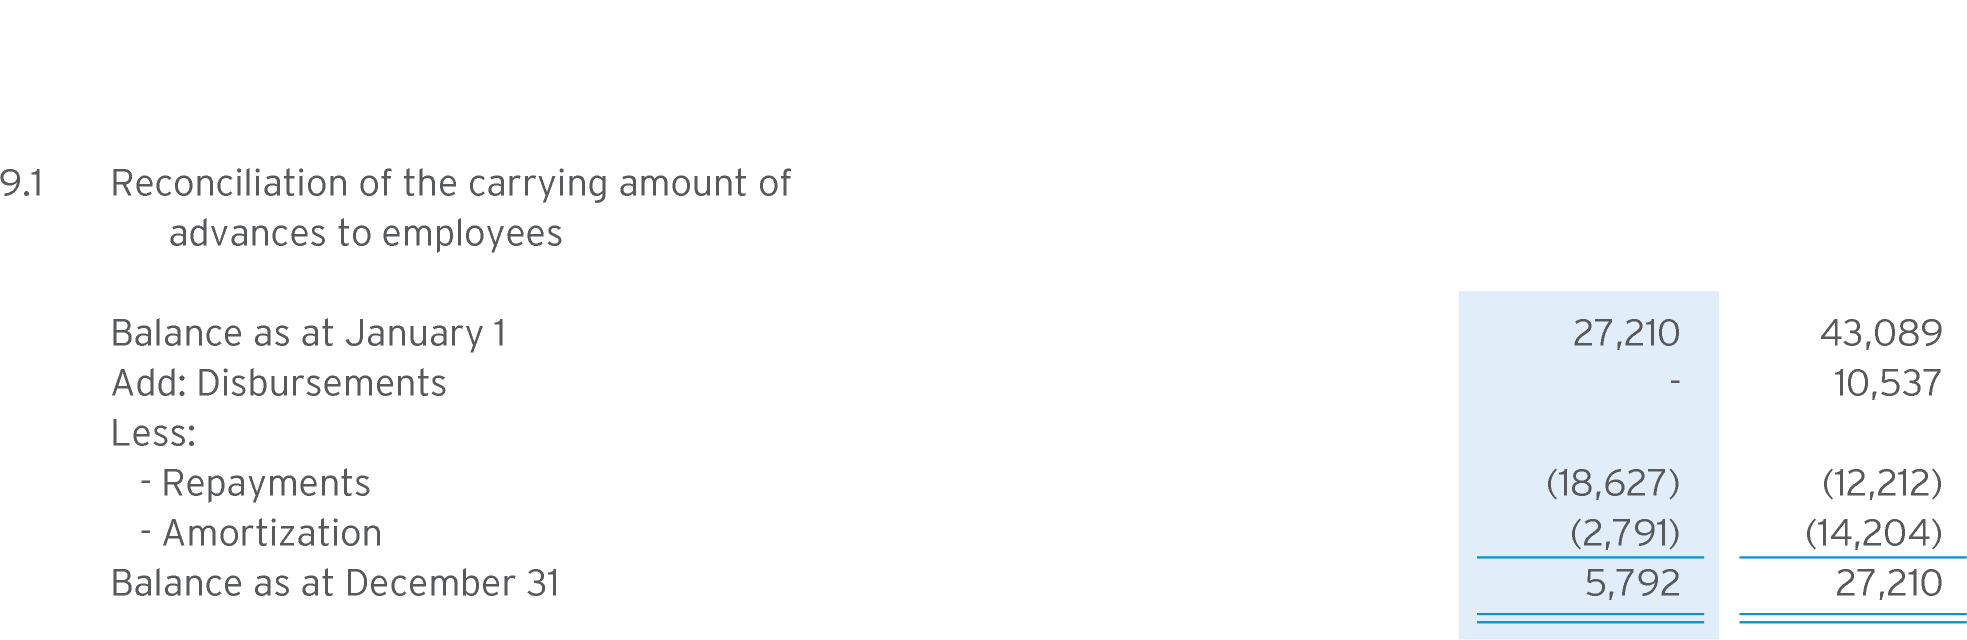 9.1 Reconciliation of the carrying amount of
advances to employees
Balance as at January 1 27,210 43,089
Add: Disbursements - 10,537
Less:
- Repayments (18,627) (12,212)
- Amortization (2,791) (14,204)
Balance as at December 31 5,792 27,210